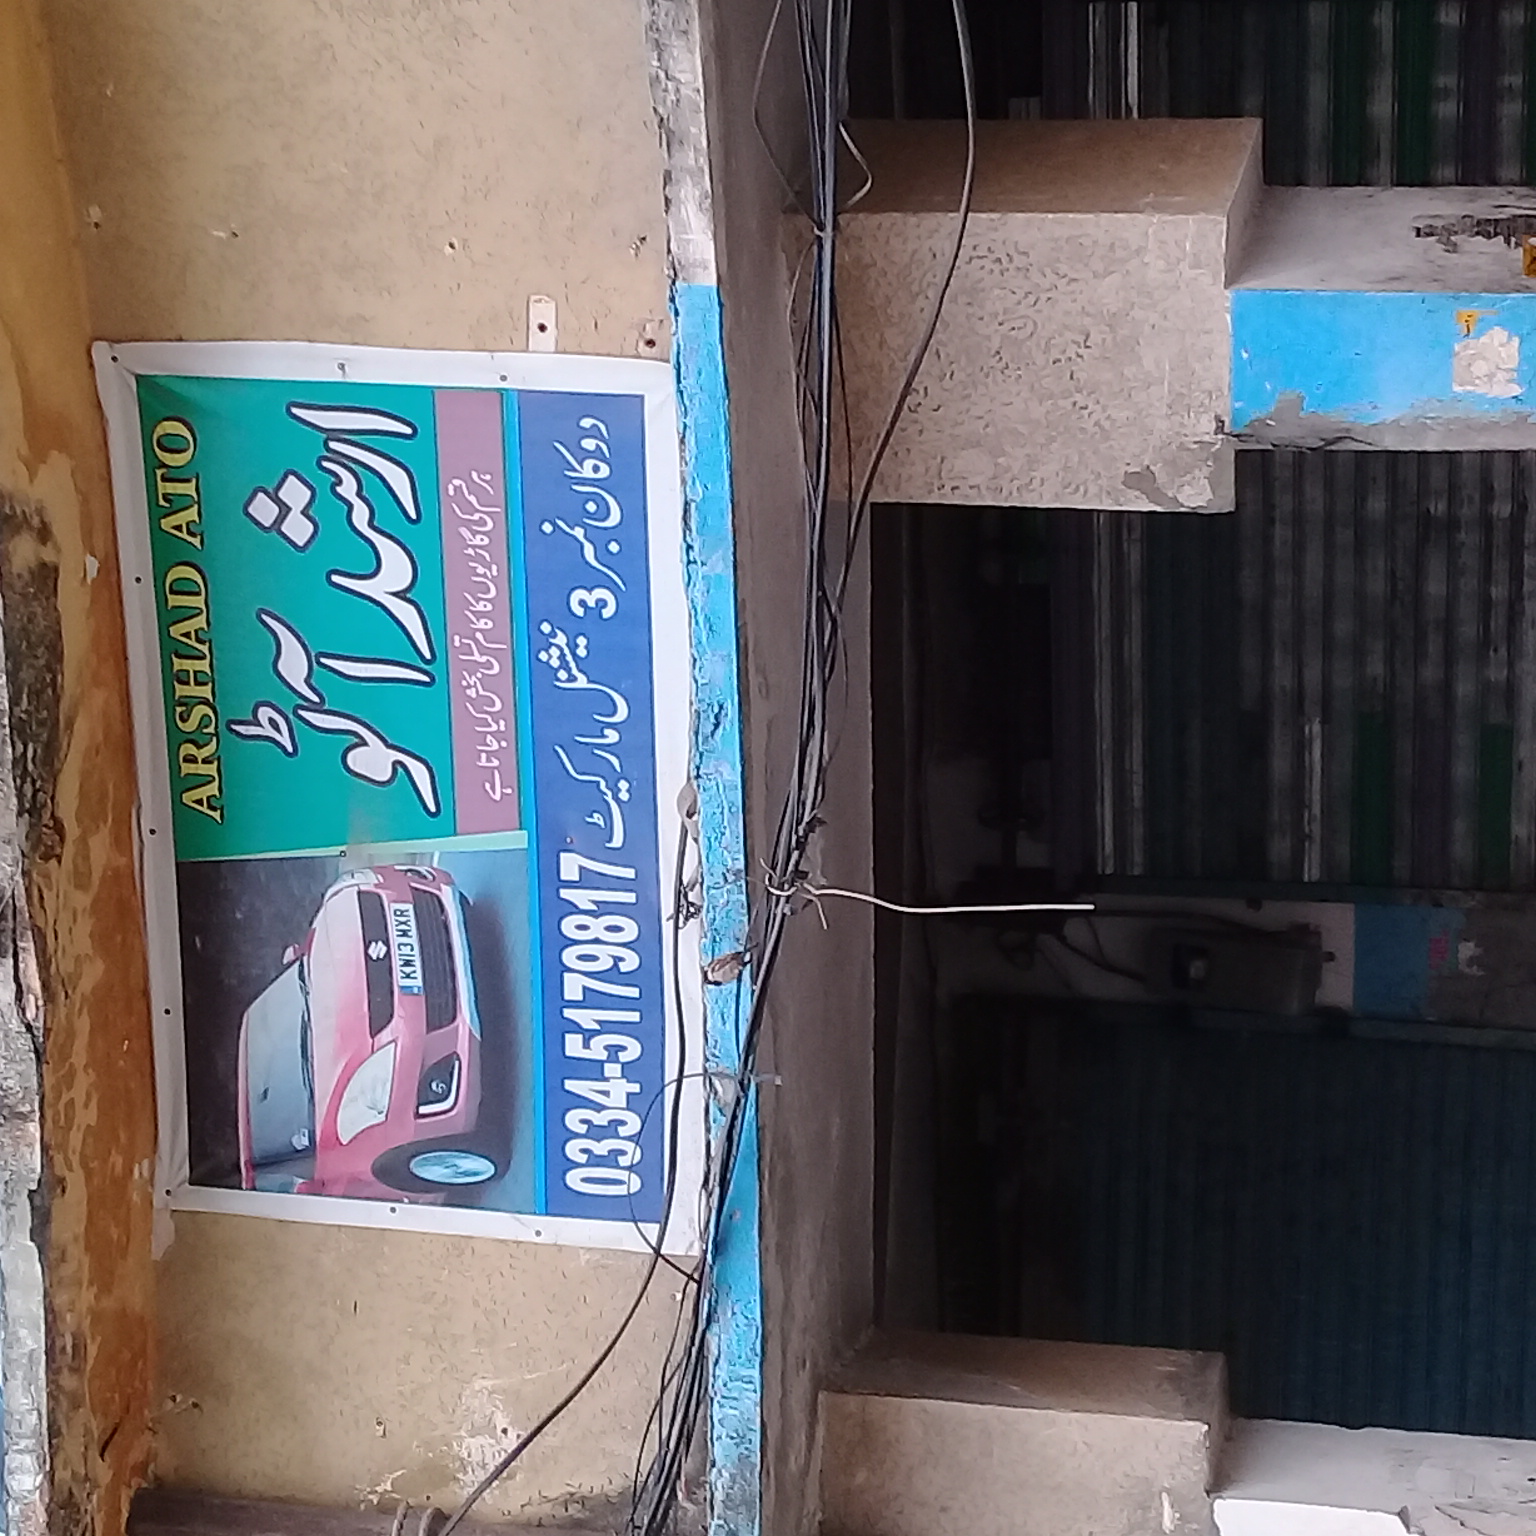 ARSHAD ATO
ارشد آٹو
ہر قسم کی گاڑیوں کا کام تسلی بخش کیا جاتا ہے
KW13 MXR
دوکان نمبر 3 نیشنل مارکیٹ 0334-5179817